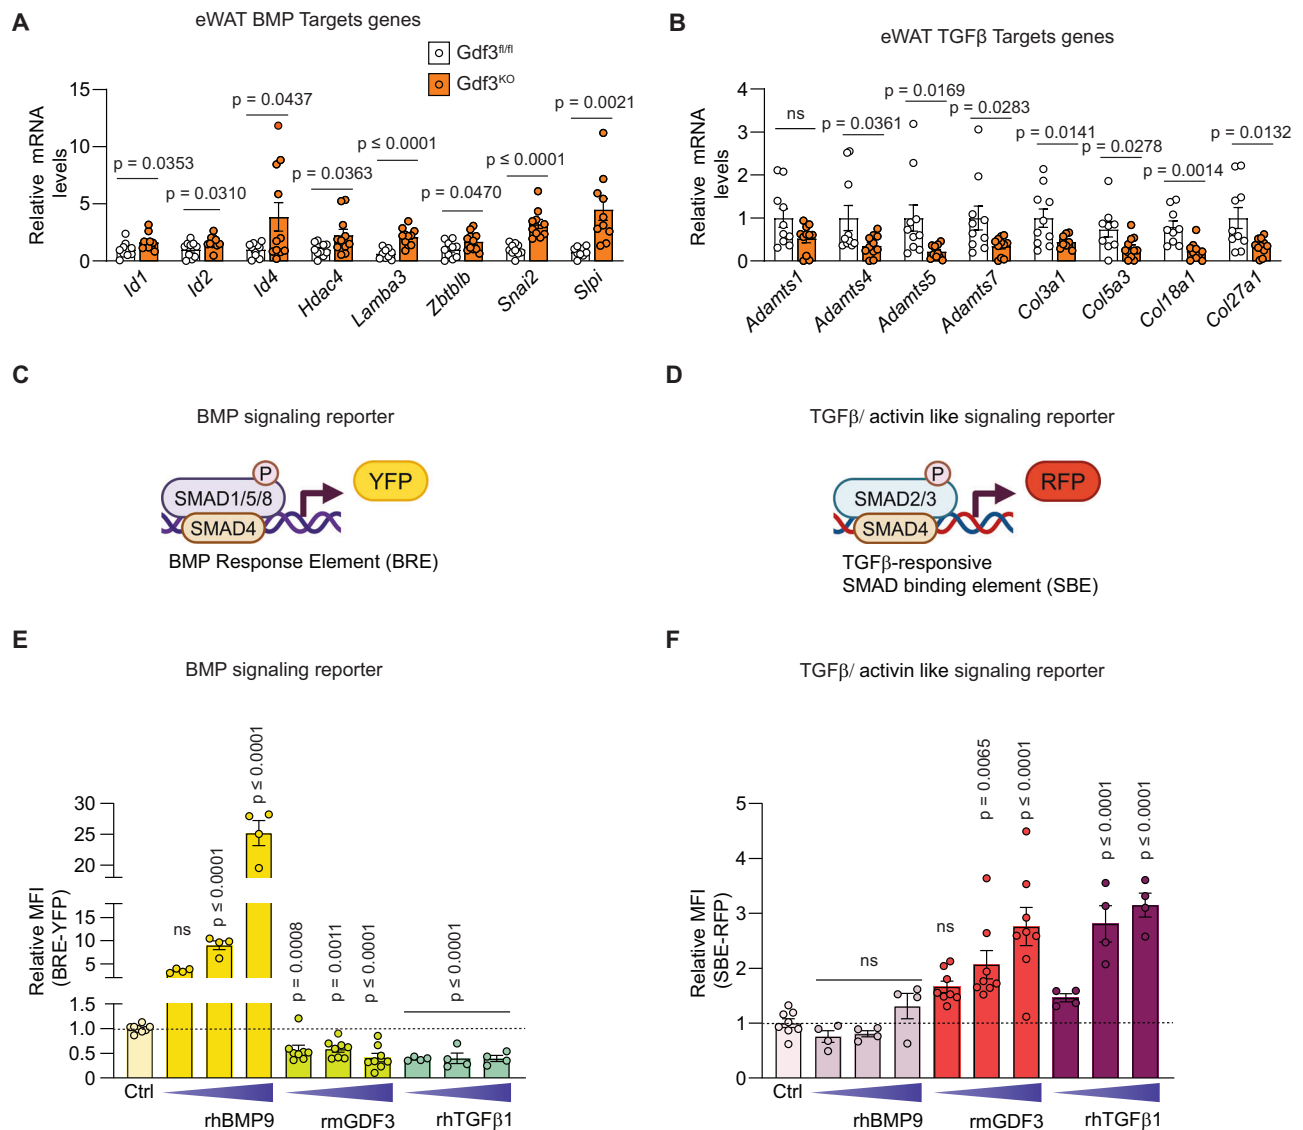 A
eWAT BMP Targets genes
Gdf3fl/fl
Gdf3KO
Relative mRNA
levels
15
10
5
0
p = 0.0353
p = 0.0310
p = 0.0437
p = 0.0363
p ≤ 0.0001
p = 0.0470
p ≤ 0.0001
p = 0.0021
Id1
Id2
Id4
Hdac4
Lamba3
Zbtblb
Snai2
Slpi
B
eWAT TGFβ Targets genes
Relative mRNA
levels
4
3
2
1
0
ns
p = 0.0361
p = 0.0169
p = 0.0283
p = 0.0141
p = 0.0278
p = 0.0014
p = 0.0132
Adamts1
Adamts4
Adamts5
Adamts7
Col3a1
Col5a3
Col18a1
Col27a1
C
BMP signaling reporter
P
SMAD1/5/8
SMAD4
YFP
BMP Response Element (BRE)
D
TGFβ/ activin like signaling reporter
P
SMAD2/3
SMAD4
RFP
TGFβ-responsive
SMAD binding element (SBE)
E
BMP signaling reporter
Relative MFI
(BRE-YFP)
30
25
20
15
10
5
1.5
1.0
0.5
0
ns
p ≤ 0.0001
p ≤ 0.0001
p = 0.0008
p = 0.0011
p ≤ 0.0001
p ≤ 0.0001
Ctrl
rhBMP9
rmGDF3
rhTGFβ1
F
TGFβ/ activin like signaling reporter
Relative MFI
(SBE-RFP)
5
4
3
2
1
0
ns
ns
p = 0.0065
p ≤ 0.0001
p ≤ 0.0001
p ≤ 0.0001
Ctrl
rhBMP9
rmGDF3
rhTGFβ1